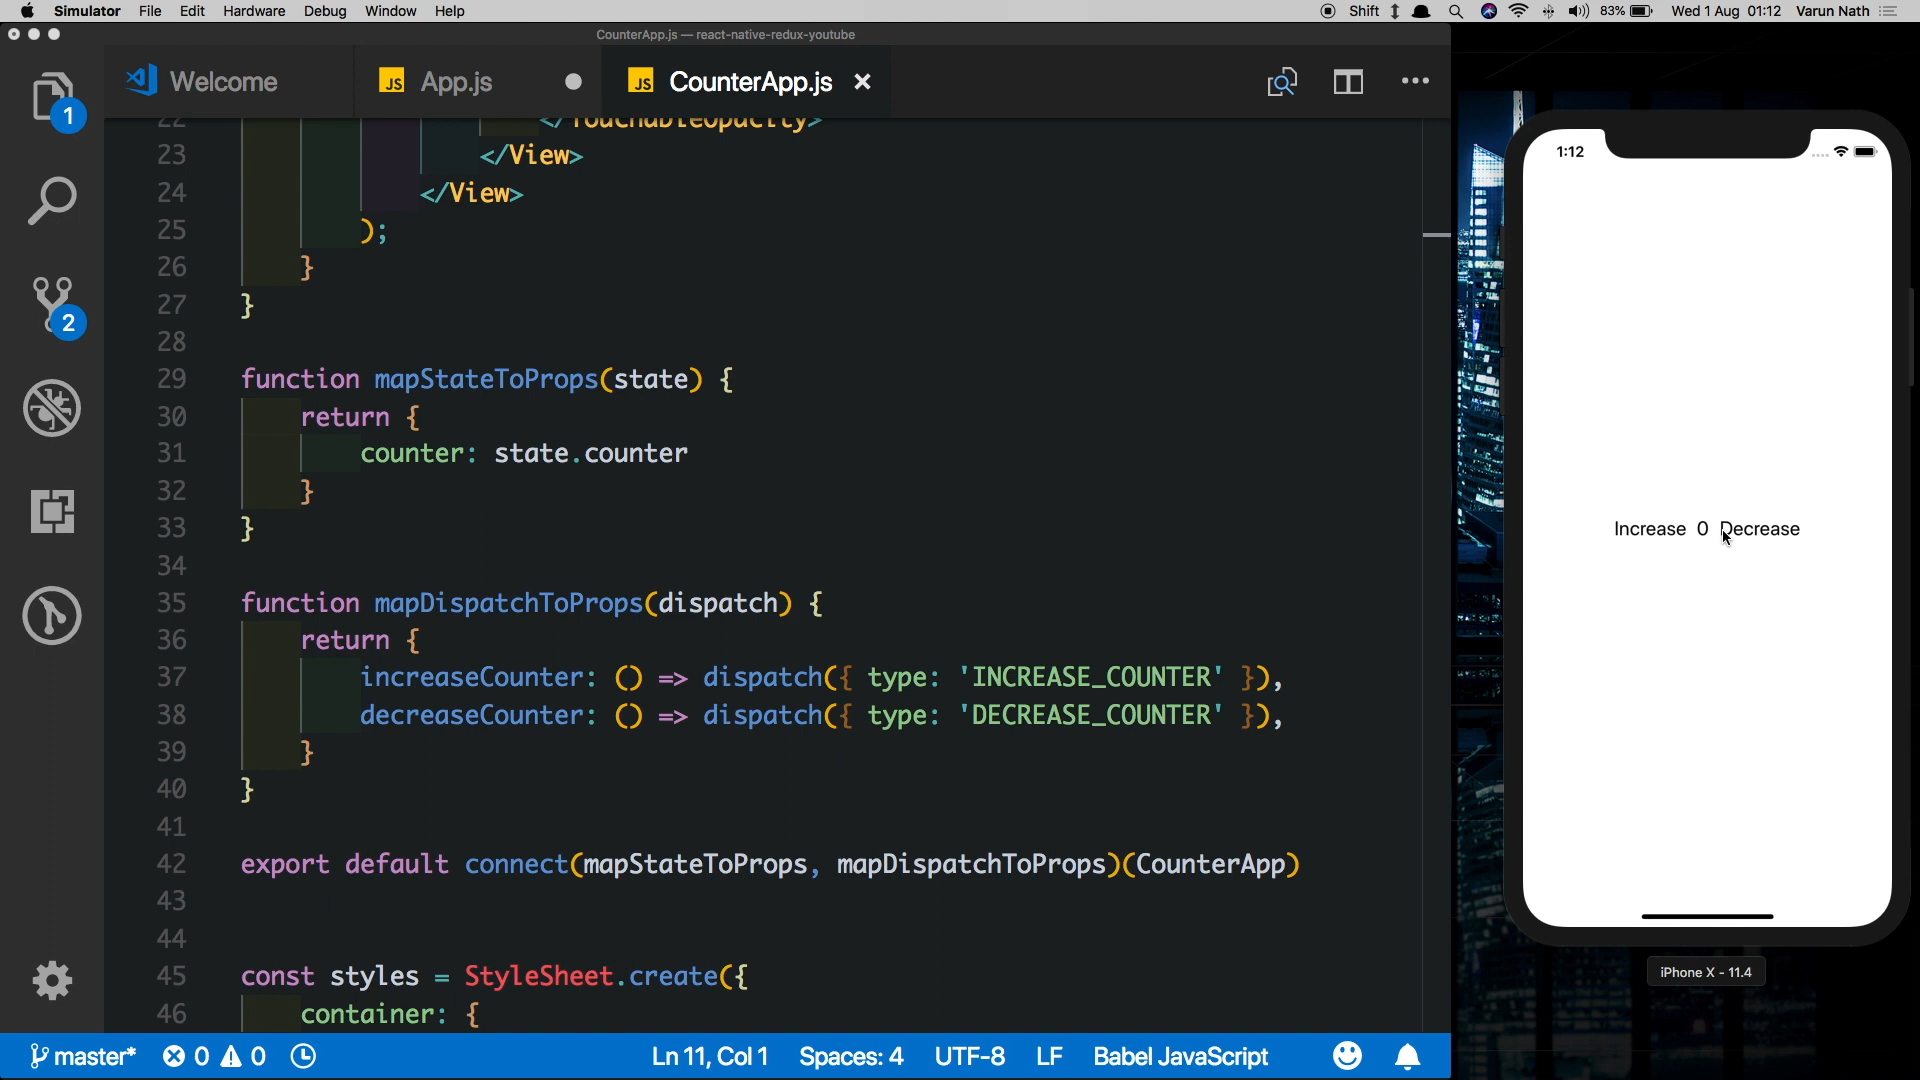 Simulator File Edit Hardware Debug Window Help Shift 83% Wed 1 Aug 01:12 Varun Nath
CounterApp.js — react-native-redux-youtube
Welcome JS App.js JS CounterApp.js
22 </TouchableOpacity>
23 </View>
24 </View>
25 );
26 }
27 }
28
29 function mapStateToProps(state) {
30 return {
31 counter: state.counter
32 }
33 }
34
35 function mapDispatchToProps(dispatch) {
36 return {
37 increaseCounter: () => dispatch({ type: 'INCREASE_COUNTER' }),
38 decreaseCounter: () => dispatch({ type: 'DECREASE_COUNTER' }),
39 }
40 }
41
42 export default connect(mapStateToProps, mapDispatchToProps)(CounterApp)
43
44
45 const styles = StyleSheet.create({
46 container: {
1
2
master* 0 0 Ln 11, Col 1 Spaces: 4 UTF-8 LF Babel JavaScript
1:12
Increase 0 Decrease
iPhone X - 11.4